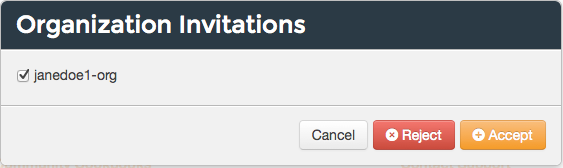 Organization Invitations
janedoe1-org
Cancel Reject Accept